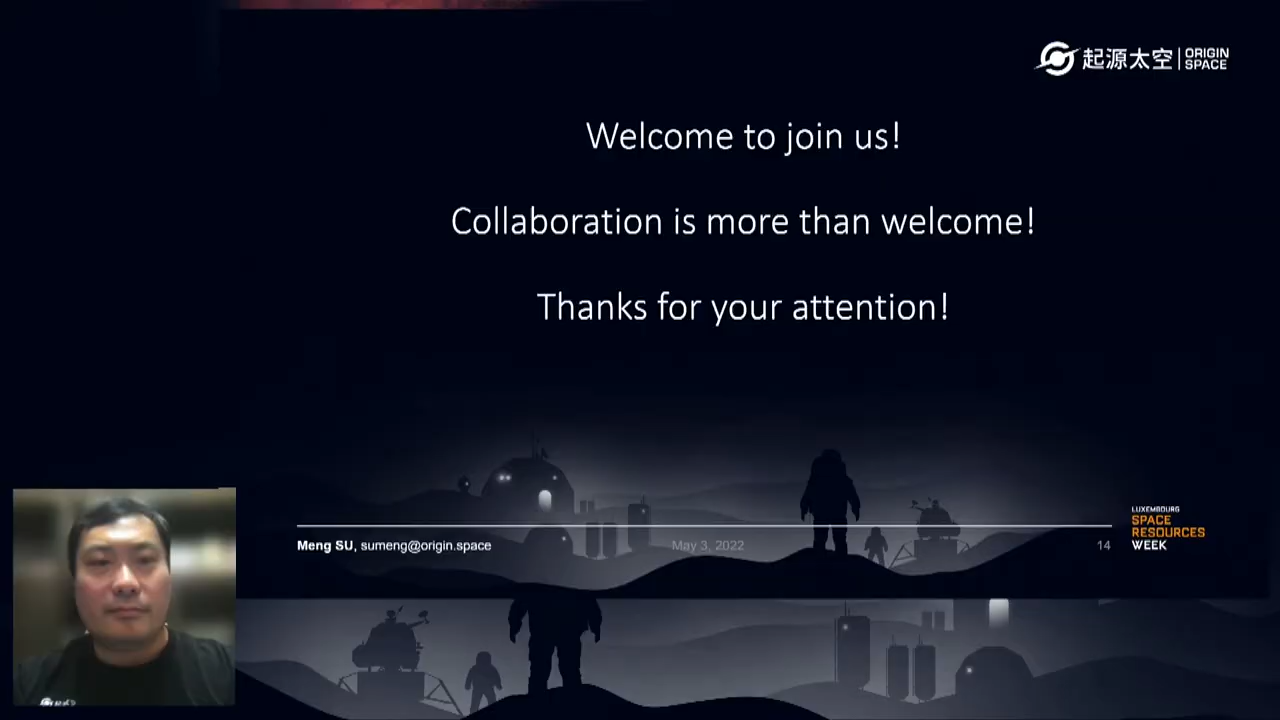 起源太空 | ORIGIN SPACE
Welcome to join us!
Collaboration is more than welcome!
Thanks for your attention!
Meng SU, sumeng@origin.space
May 3, 2022
14
LUXEMBOURG
SPACE
RESOURCES
WEEK